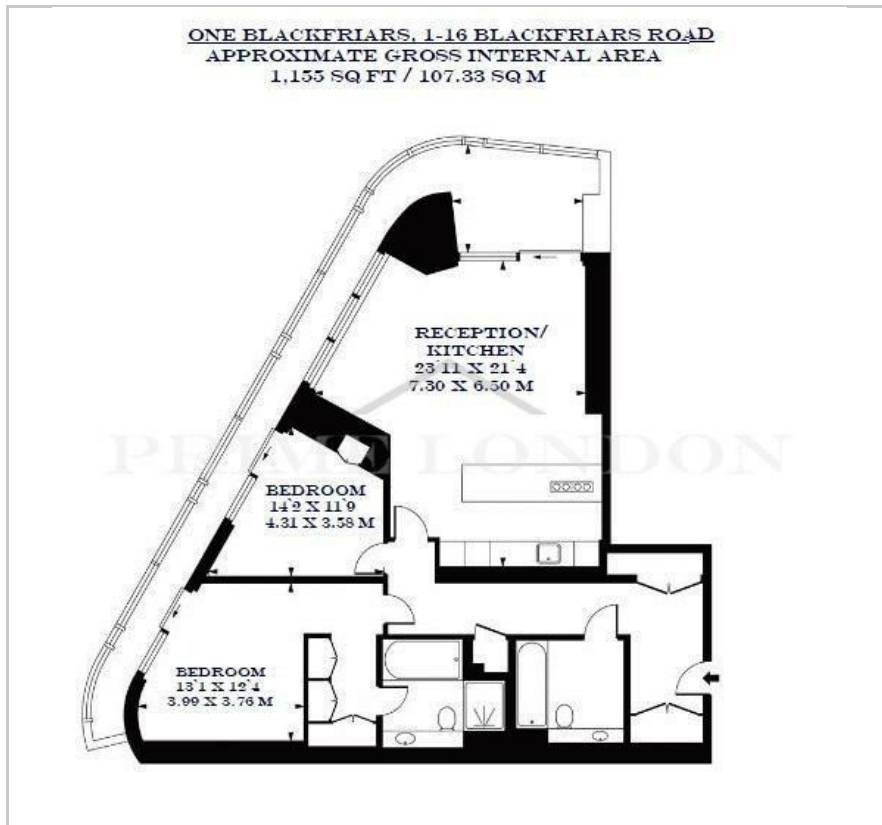 ONE BLACKFRIARS, 1-16 BLACKFRIARS ROAD
APPROXIMATE GROSS INTERNAL AREA
1,155 SQ FT / 107.33 SQ M
RECEPTION/
KITCHEN
23'11 X 21'4
7.30 X 6.50 M
PRIME LONDON
BEDROOM
14'2 X 11'9
4.31 X 3.58 M
BEDROOM
13'1 X 12'4
3.99 X 3.76 M